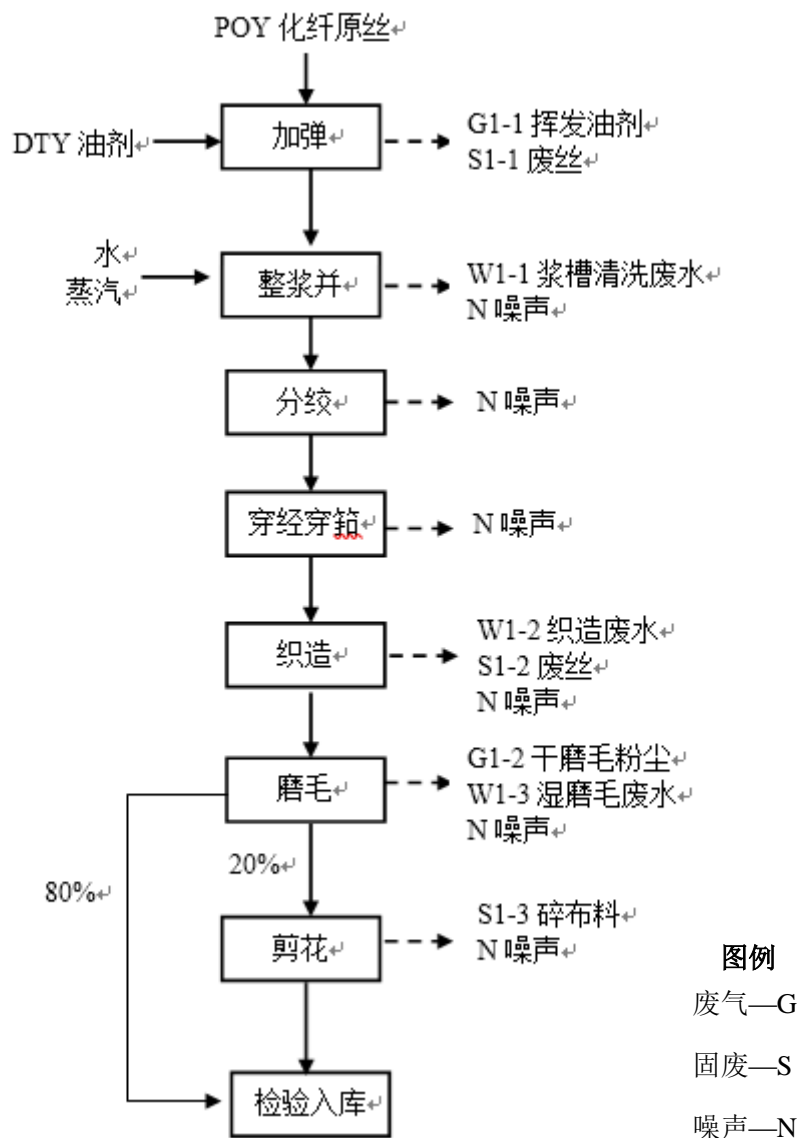 POY 化纤原丝
DTY 油剂
加弹
G1-1 挥发油剂
S1-1 废丝
水
蒸汽
整浆并
W1-1 浆槽清洗废水
N 噪声
分绞
N 噪声
穿经穿筘
N 噪声
织造
W1-2 织造废水
S1-2 废丝
N 噪声
磨毛
G1-2 干磨毛粉尘
W1-3 湿磨毛废水
N 噪声
80%
20%
剪花
S1-3 碎布料
N 噪声
检验入库
图例
废气—G
固废—S
噪声—N